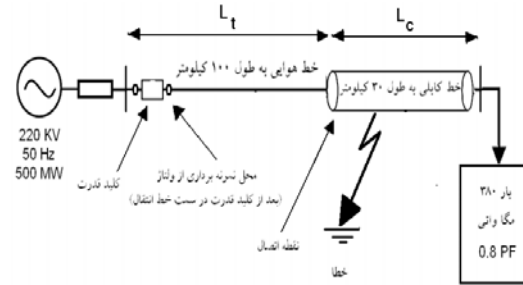 L_t
L_c
خط هوایی به طول ۱۰۰ کیلومتر
خط کابلی به طول ۳۰ کیلومتر
220 KV
50 Hz
500 MW
کلید قدرت
محل نمونه برداری از ولتاژ
(بعد از کلید قدرت در سمت خط انتقال)
نقطه اتصال
خطا
بار ۳۸۰
مگا واتی
0.8 PF